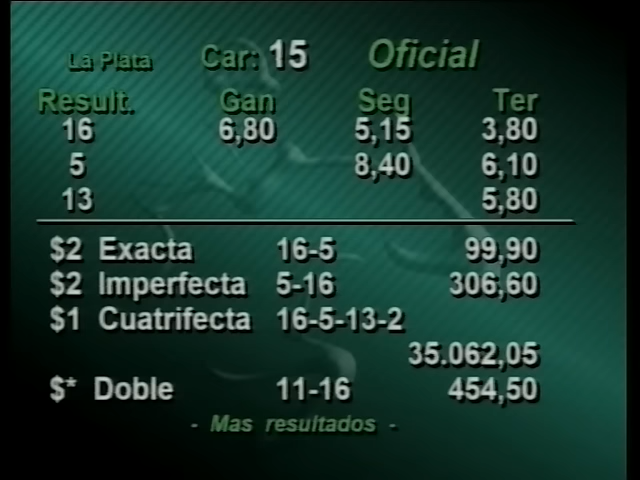 La Plata Car: 15 Oficial
Result. Gan Seg Ter
16 6,80 5,15 3,80
5 8,40 6,10
13 5,80
$2 Exacta 16-5 99,90
$2 Imperfecta 5-16 306,60
$1 Cuatrifecta 16-5-13-2
35.062,05
$* Doble 11-16 454,50
- Mas resultados -